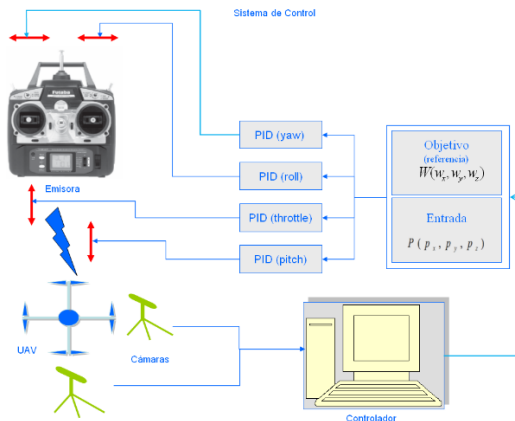 Sistema de Control
Futaba
PID (yaw)
PID (roll)
PID (throttle)
PID (pitch)
Objetivo
(referencia)
W(wx, wy, wz)
Entrada
P ( px , py , pz )
Emisora
UAV
Cámaras
Controlador